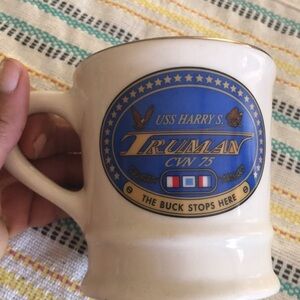 USS HARRY S.
TRUMAN
CVN 75
THE BUCK STOPS HERE